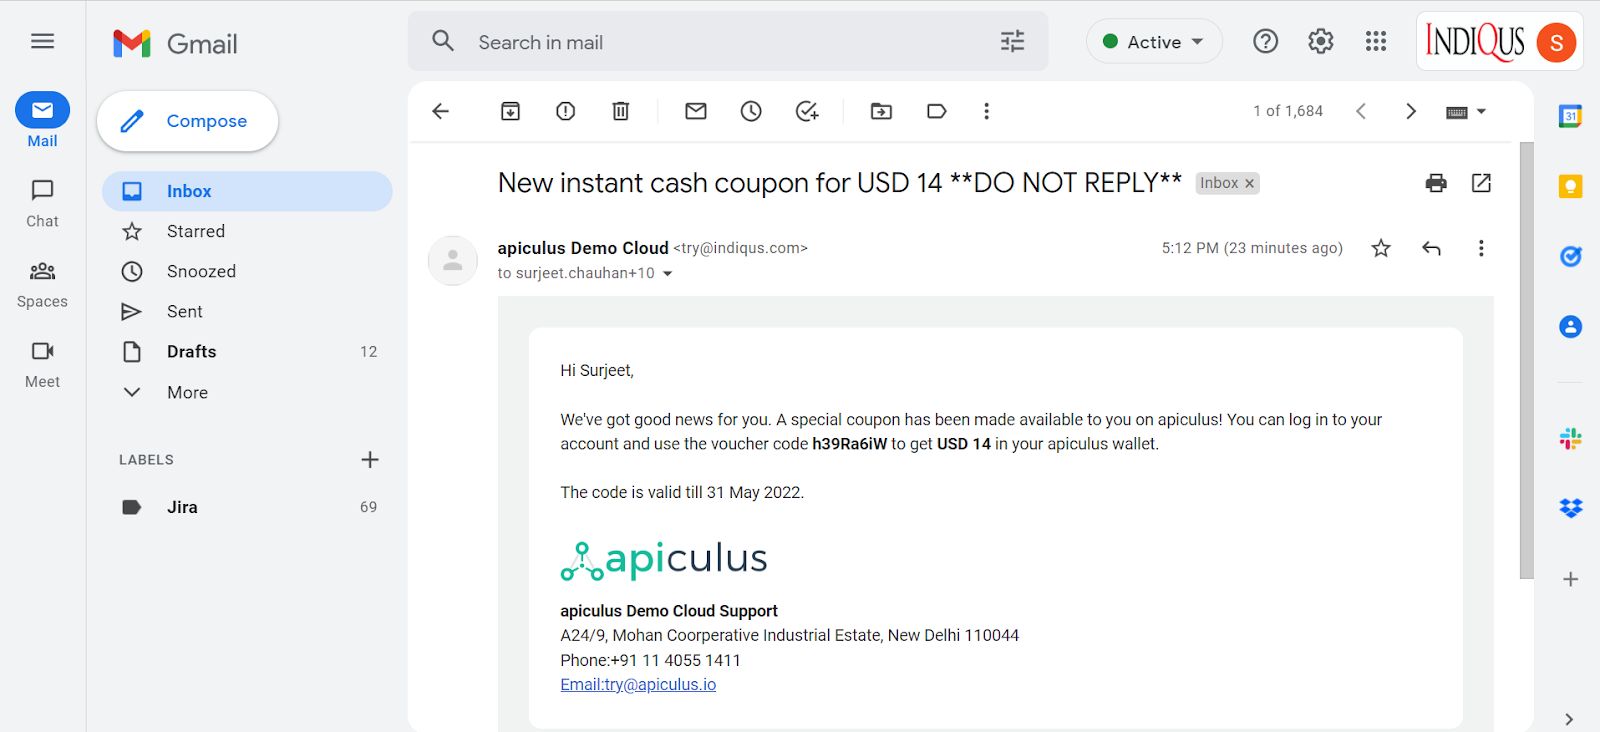 Gmail
Search in mail
Active
INDIQUS
S
Mail
Compose
1 of 1,684
31
Inbox
New instant cash coupon for USD 14 **DO NOT REPLY**
Inbox ×
Chat
Starred
apiculus Demo Cloud <try@indiqus.com>
5:12 PM (23 minutes ago)
to surjeet.chauhan+10
Snoozed
Spaces
Sent
Drafts 12
Meet
More
Hi Surjeet,
We've got good news for you. A special coupon has been made available to you on apiculus! You can log in to your
account and use the voucher code h39Ra6iW to get USD 14 in your apiculus wallet.
LABELS
The code is valid till 31 May 2022.
Jira 69
apiculus
apiculus Demo Cloud Support
A24/9, Mohan Coorperative Industrial Estate, New Delhi 110044
Phone:+91 11 4055 1411
Email:try@apiculus.io